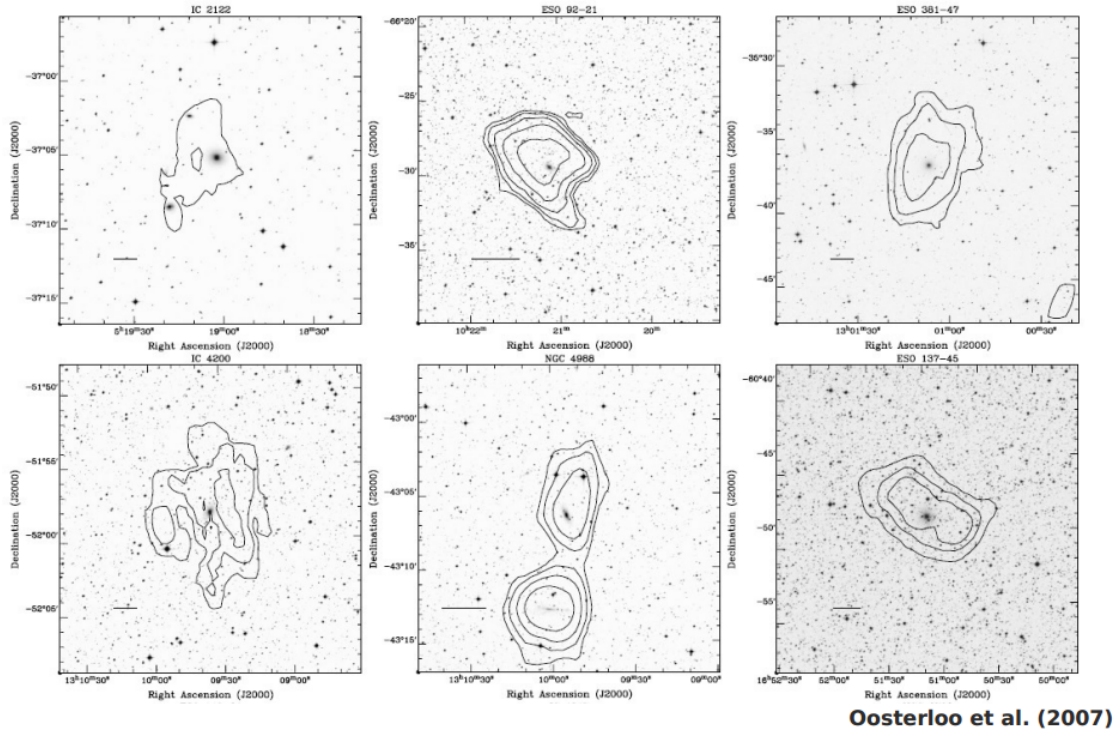 IC 2122
Declination (J2000)
−37°00'
−37°05'
−37°10'
−37°15'
5ʰ19ᵐ30ˢ 19ᵐ00ˢ 18ᵐ30ˢ
Right Ascension (J2000)
ESO 92−21
Declination (J2000)
−66°20'
−25'
−30'
−35'
10ʰ22ᵐ 21ᵐ 20ᵐ
Right Ascension (J2000)
ESO 381−47
Declination (J2000)
−36°30'
−35'
−40'
−45'
13ʰ01ᵐ30ˢ 01ᵐ00ˢ 00ᵐ30ˢ
Right Ascension (J2000)
IC 4200
Declination (J2000)
−51°50'
−51°55'
−52°00'
−52°05'
13ʰ10ᵐ30ˢ 10ᵐ00ˢ 09ᵐ30ˢ 09ᵐ00ˢ
Right Ascension (J2000)
NGC 4988
Declination (J2000)
−43°00'
−43°05'
−43°10'
−43°15'
13ʰ10ᵐ30ˢ 10ᵐ00ˢ 09ᵐ30ˢ 09ᵐ00ˢ
Right Ascension (J2000)
ESO 137−45
Declination (J2000)
−60°40'
−45'
−50'
−55'
16ʰ52ᵐ30ˢ 52ᵐ00ˢ 51ᵐ30ˢ 51ᵐ00ˢ 50ᵐ30ˢ 50ᵐ00ˢ
Right Ascension (J2000)
Oosterloo et al. (2007)